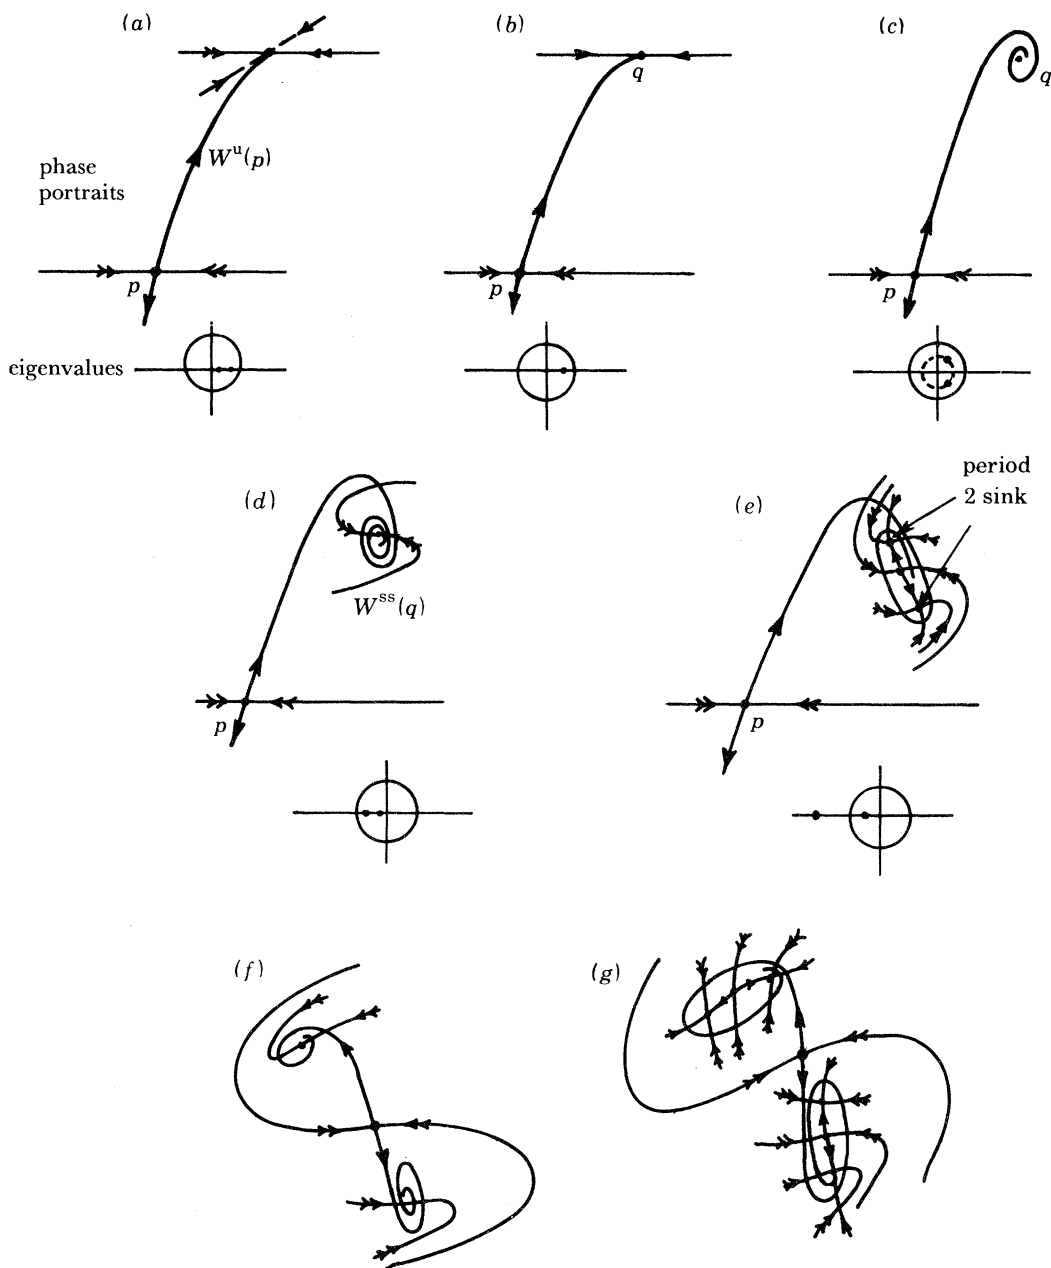 (a)
(b)
(c)
q
q
W^u(p)
phase
portraits
p
p
p
eigenvalues
(d)
(e)
period
2 sink
W^ss(q)
p
p
(f)
(g)